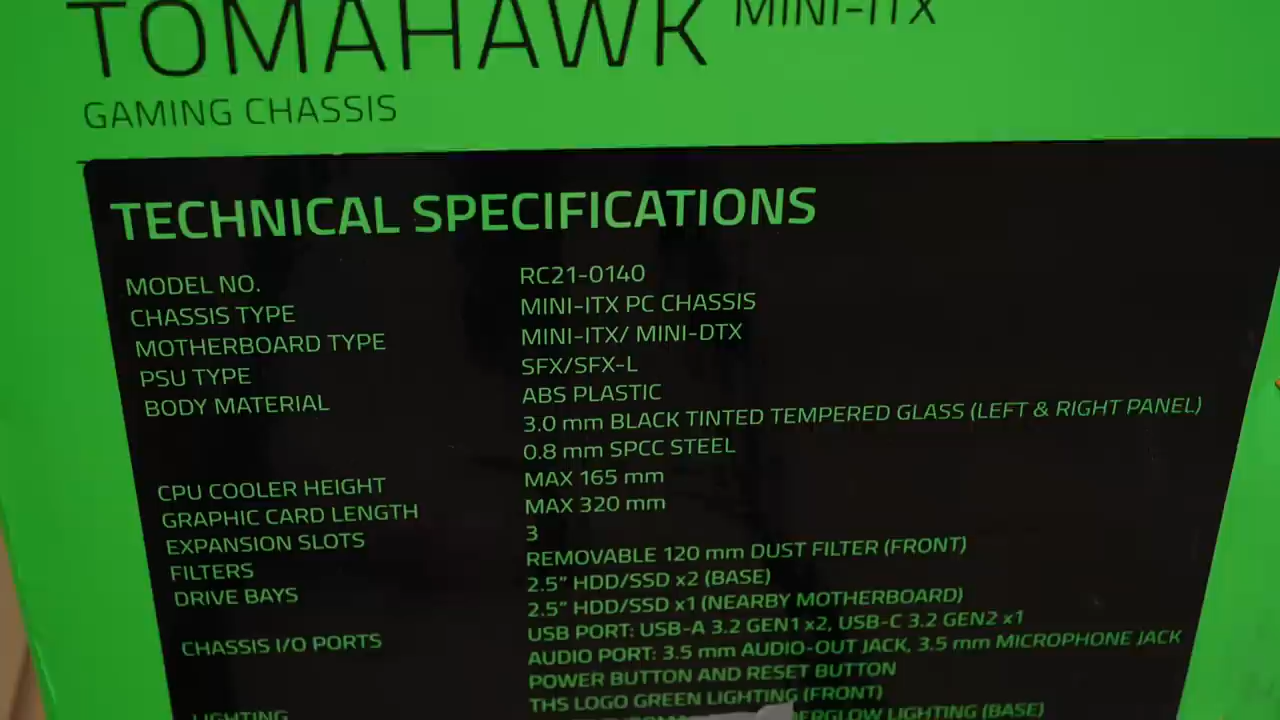 TOMAHAWK MINI-ITX
GAMING CHASSIS
TECHNICAL SPECIFICATIONS
MODEL NO. RC21-0140
CHASSIS TYPE MINI-ITX PC CHASSIS
MOTHERBOARD TYPE MINI-ITX/ MINI-DTX
PSU TYPE SFX/SFX-L
BODY MATERIAL ABS PLASTIC
3.0 mm BLACK TINTED TEMPERED GLASS (LEFT & RIGHT PANEL)
0.8 mm SPCC STEEL
CPU COOLER HEIGHT MAX 165 mm
GRAPHIC CARD LENGTH MAX 320 mm
EXPANSION SLOTS 3
FILTERS REMOVABLE 120 mm DUST FILTER (FRONT)
DRIVE BAYS 2.5” HDD/SSD x2 (BASE)
2.5” HDD/SSD x1 (NEARBY MOTHERBOARD)
CHASSIS I/O PORTS USB PORT: USB-A 3.2 GEN1 x2, USB-C 3.2 GEN2 x1
AUDIO PORT: 3.5 mm AUDIO-OUT JACK, 3.5 mm MICROPHONE JACK
POWER BUTTON AND RESET BUTTON
LIGHTING THS LOGO GREEN LIGHTING (FRONT)
LIGHTING (BASE)